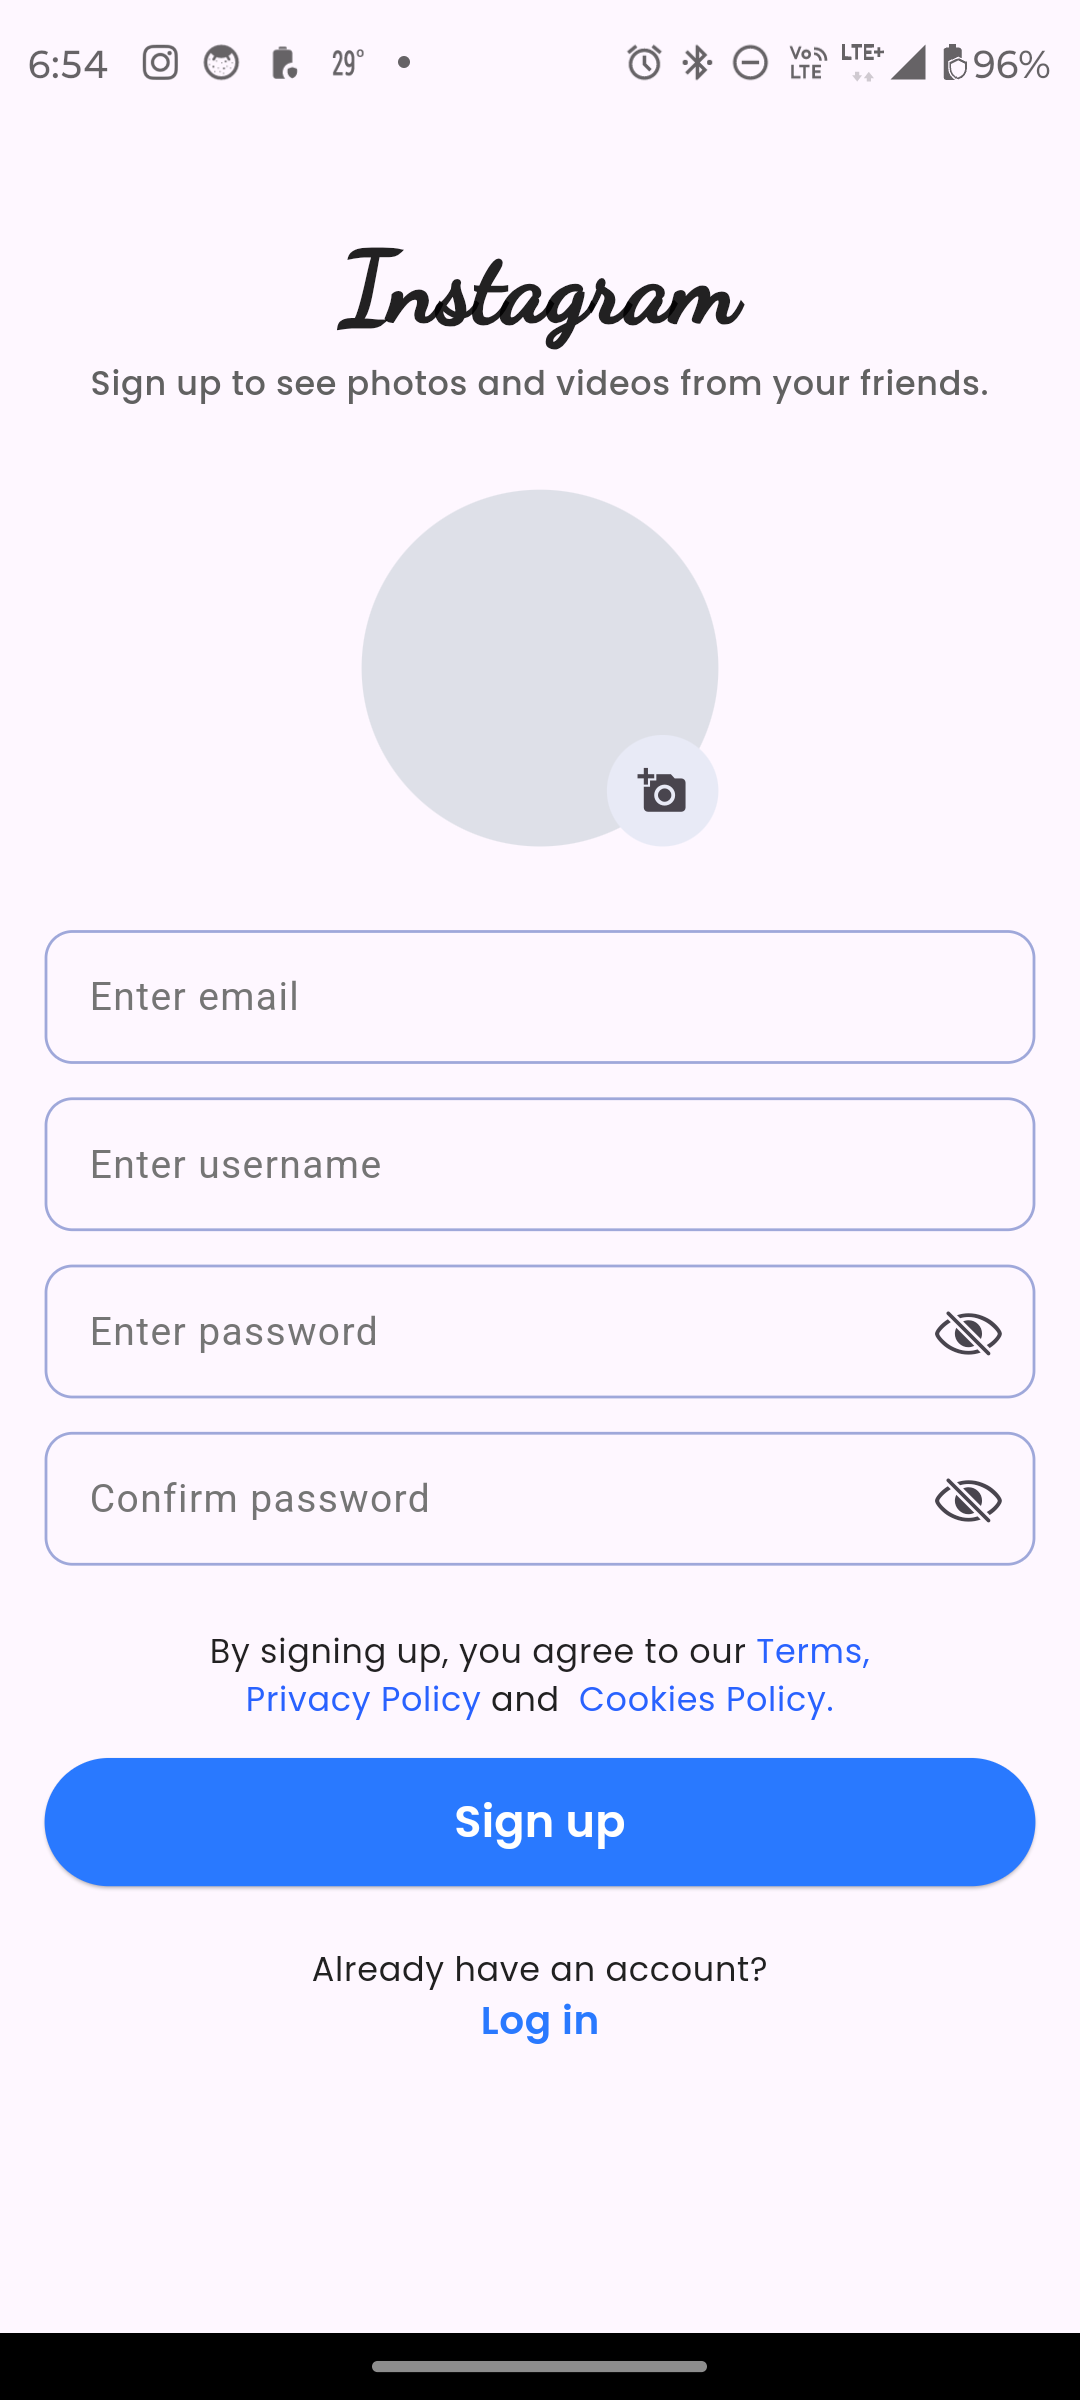 6:54 29° VoLTE LTE+ 96%
Instagram
Sign up to see photos and videos from your friends.
Enter email
Enter username
Enter password
Confirm password
By signing up, you agree to our Terms,
Privacy Policy and  Cookies Policy.
Sign up
Already have an account?
Log in